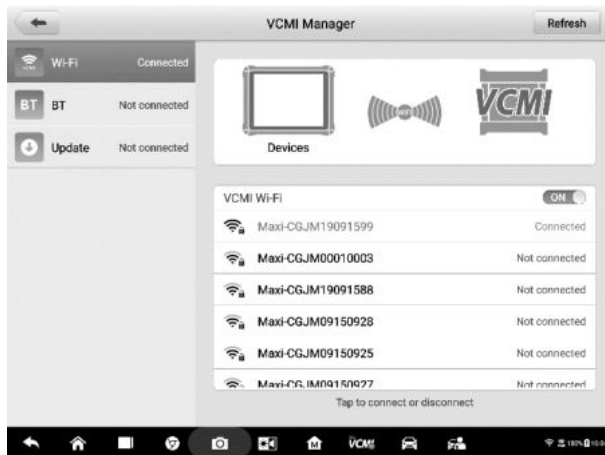 VCMI Manager
Refresh
Wi-Fi Connected
BT BT Not connected
Update Not connected
VCMI
Devices
VCMI Wi-Fi ON
Maxi-CGJM19091599 Connected
Maxi-CGJM00010003 Not connected
Maxi-CGJM19091588 Not connected
Maxi-CGJM09150928 Not connected
Maxi-CGJM09150925 Not connected
Maxi-CGJM09150927 Not connected
Tap to connect or disconnect
M VCMI